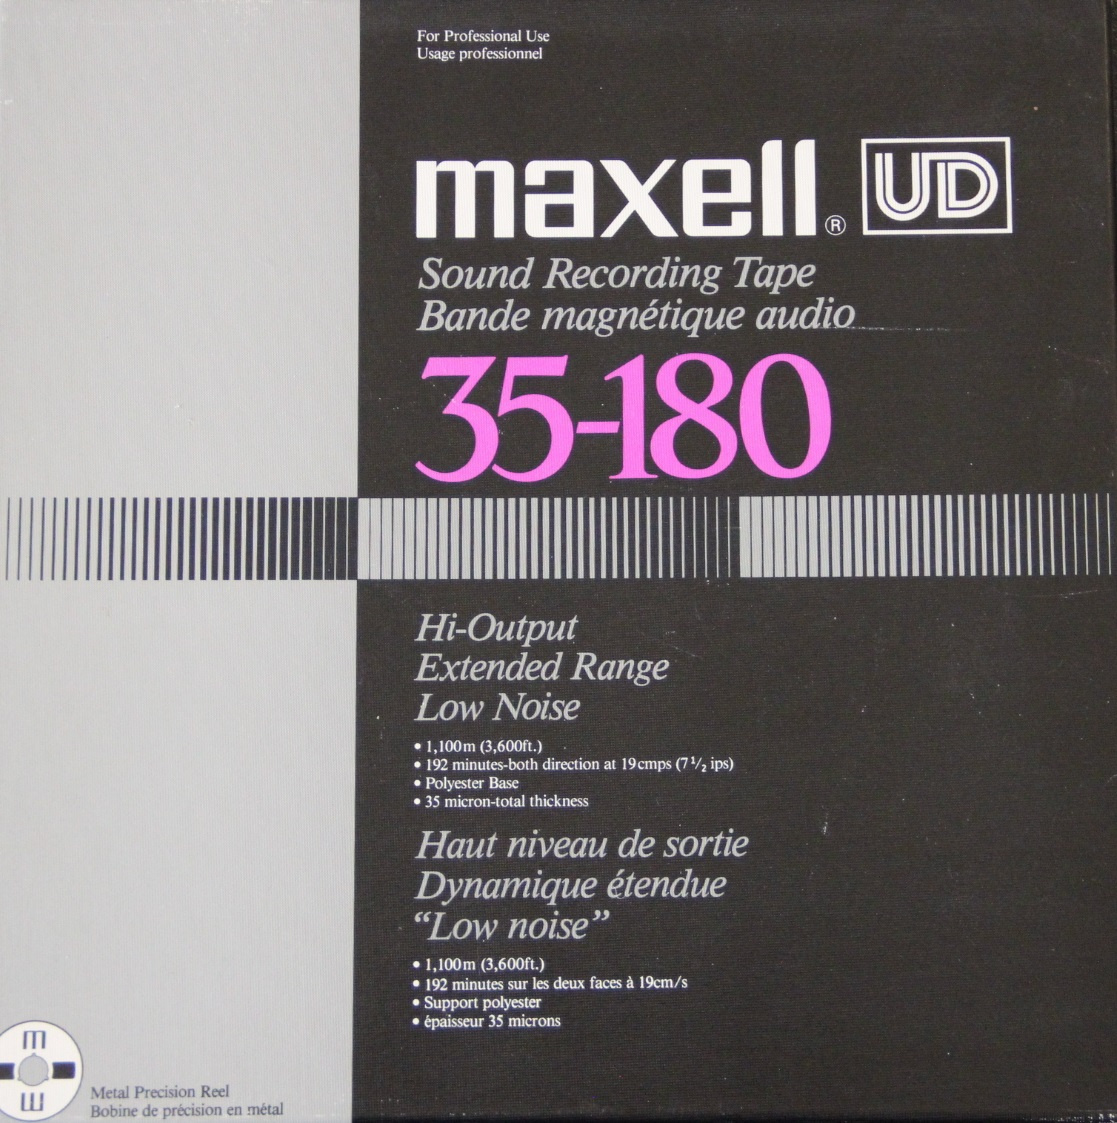 For Professional Use
Usage professionnel
maxell® UD
Sound Recording Tape
Bande magnétique audio
35-180
Hi-Output
Extended Range
Low Noise
• 1,100m (3,600ft.)
• 192 minutes-both direction at 19cmps (7 1/2 ips)
• Polyester Base
• 35 micron-total thickness
Haut niveau de sortie
Dynamique étendue
“Low noise”
• 1,100m (3,600ft.)
• 192 minutes sur les deux faces à 19cm/s
• Support polyester
• épaisseur 35 microns
m
m
Metal Precision Reel
Bobine de précision en métal